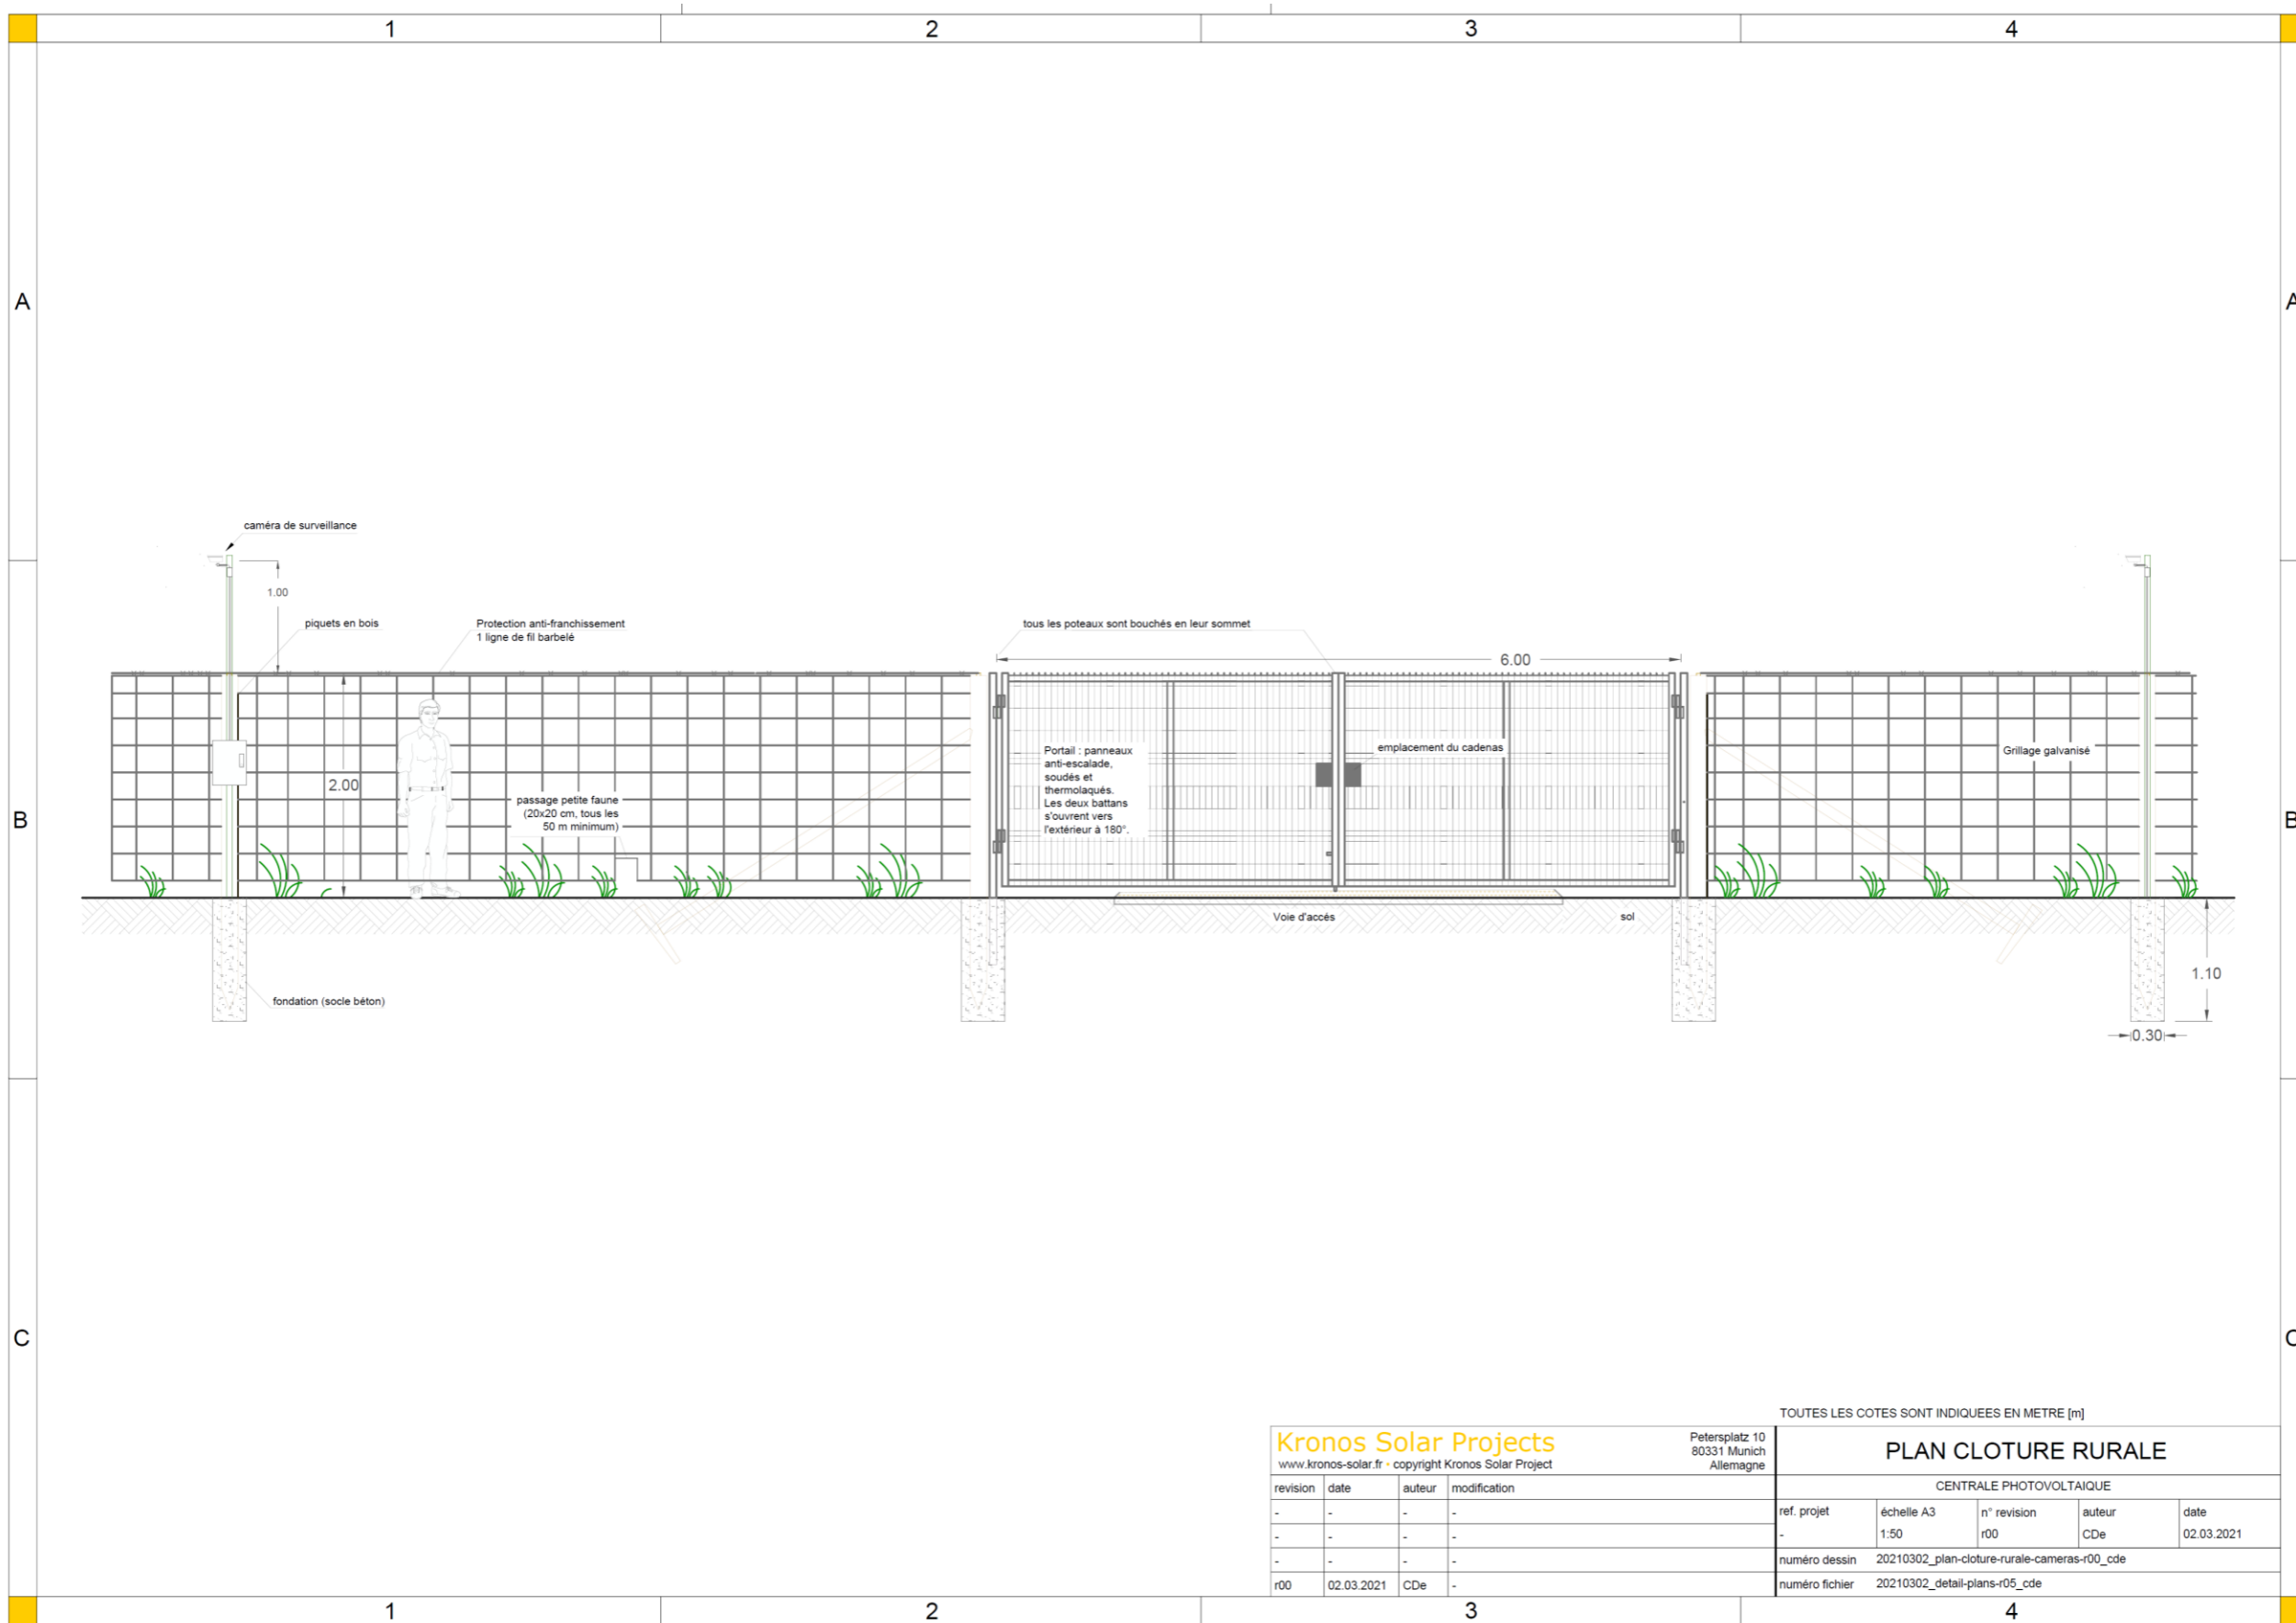 1 2 3 4
A A
caméra de surveillance
1.00
piquets en bois
Protection anti-franchissement
1 ligne de fil barbelé
tous les poteaux sont bouchés en leur sommet
6.00
2.00
passage petite faune
(20x20 cm, tous les
50 m minimum)
Portail : panneaux
anti-escalade,
soudés et
thermolaqués.
Les deux battans
s'ouvrent vers
l'extérieur à 180°.
emplacement du cadenas
Grillage galvanisé
B B
Voie d'accés
sol
fondation (socle béton)
1.10
0.30
C C
TOUTES LES COTES SONT INDIQUEES EN METRE [m]
Kronos Solar Projects
www.kronos-solar.fr - copyright Kronos Solar Project
Petersplatz 10
80331 Munich
Allemagne
revision date auteur modification
- - - -
- - - -
- - - -
r00 02.03.2021 CDe -
PLAN CLOTURE RURALE
CENTRALE PHOTOVOLTAIQUE
ref. projet échelle A3 n° revision auteur date
- 1:50 r00 CDe 02.03.2021
numéro dessin 20210302_plan-cloture-rurale-cameras-r00_cde
numéro fichier 20210302_detail-plans-r05_cde
1 2 3 4